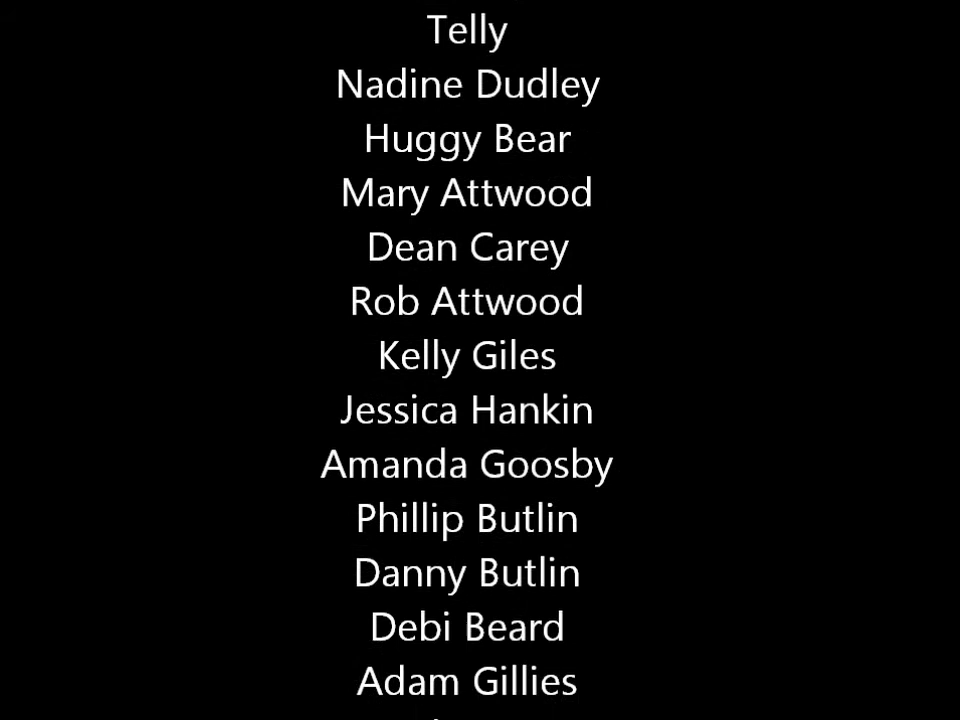 Telly
Nadine Dudley
Huggy Bear
Mary Attwood
Dean Carey
Rob Attwood
Kelly Giles
Jessica Hankin
Amanda Goosby
Phillip Butlin
Danny Butlin
Debi Beard
Adam Gillies